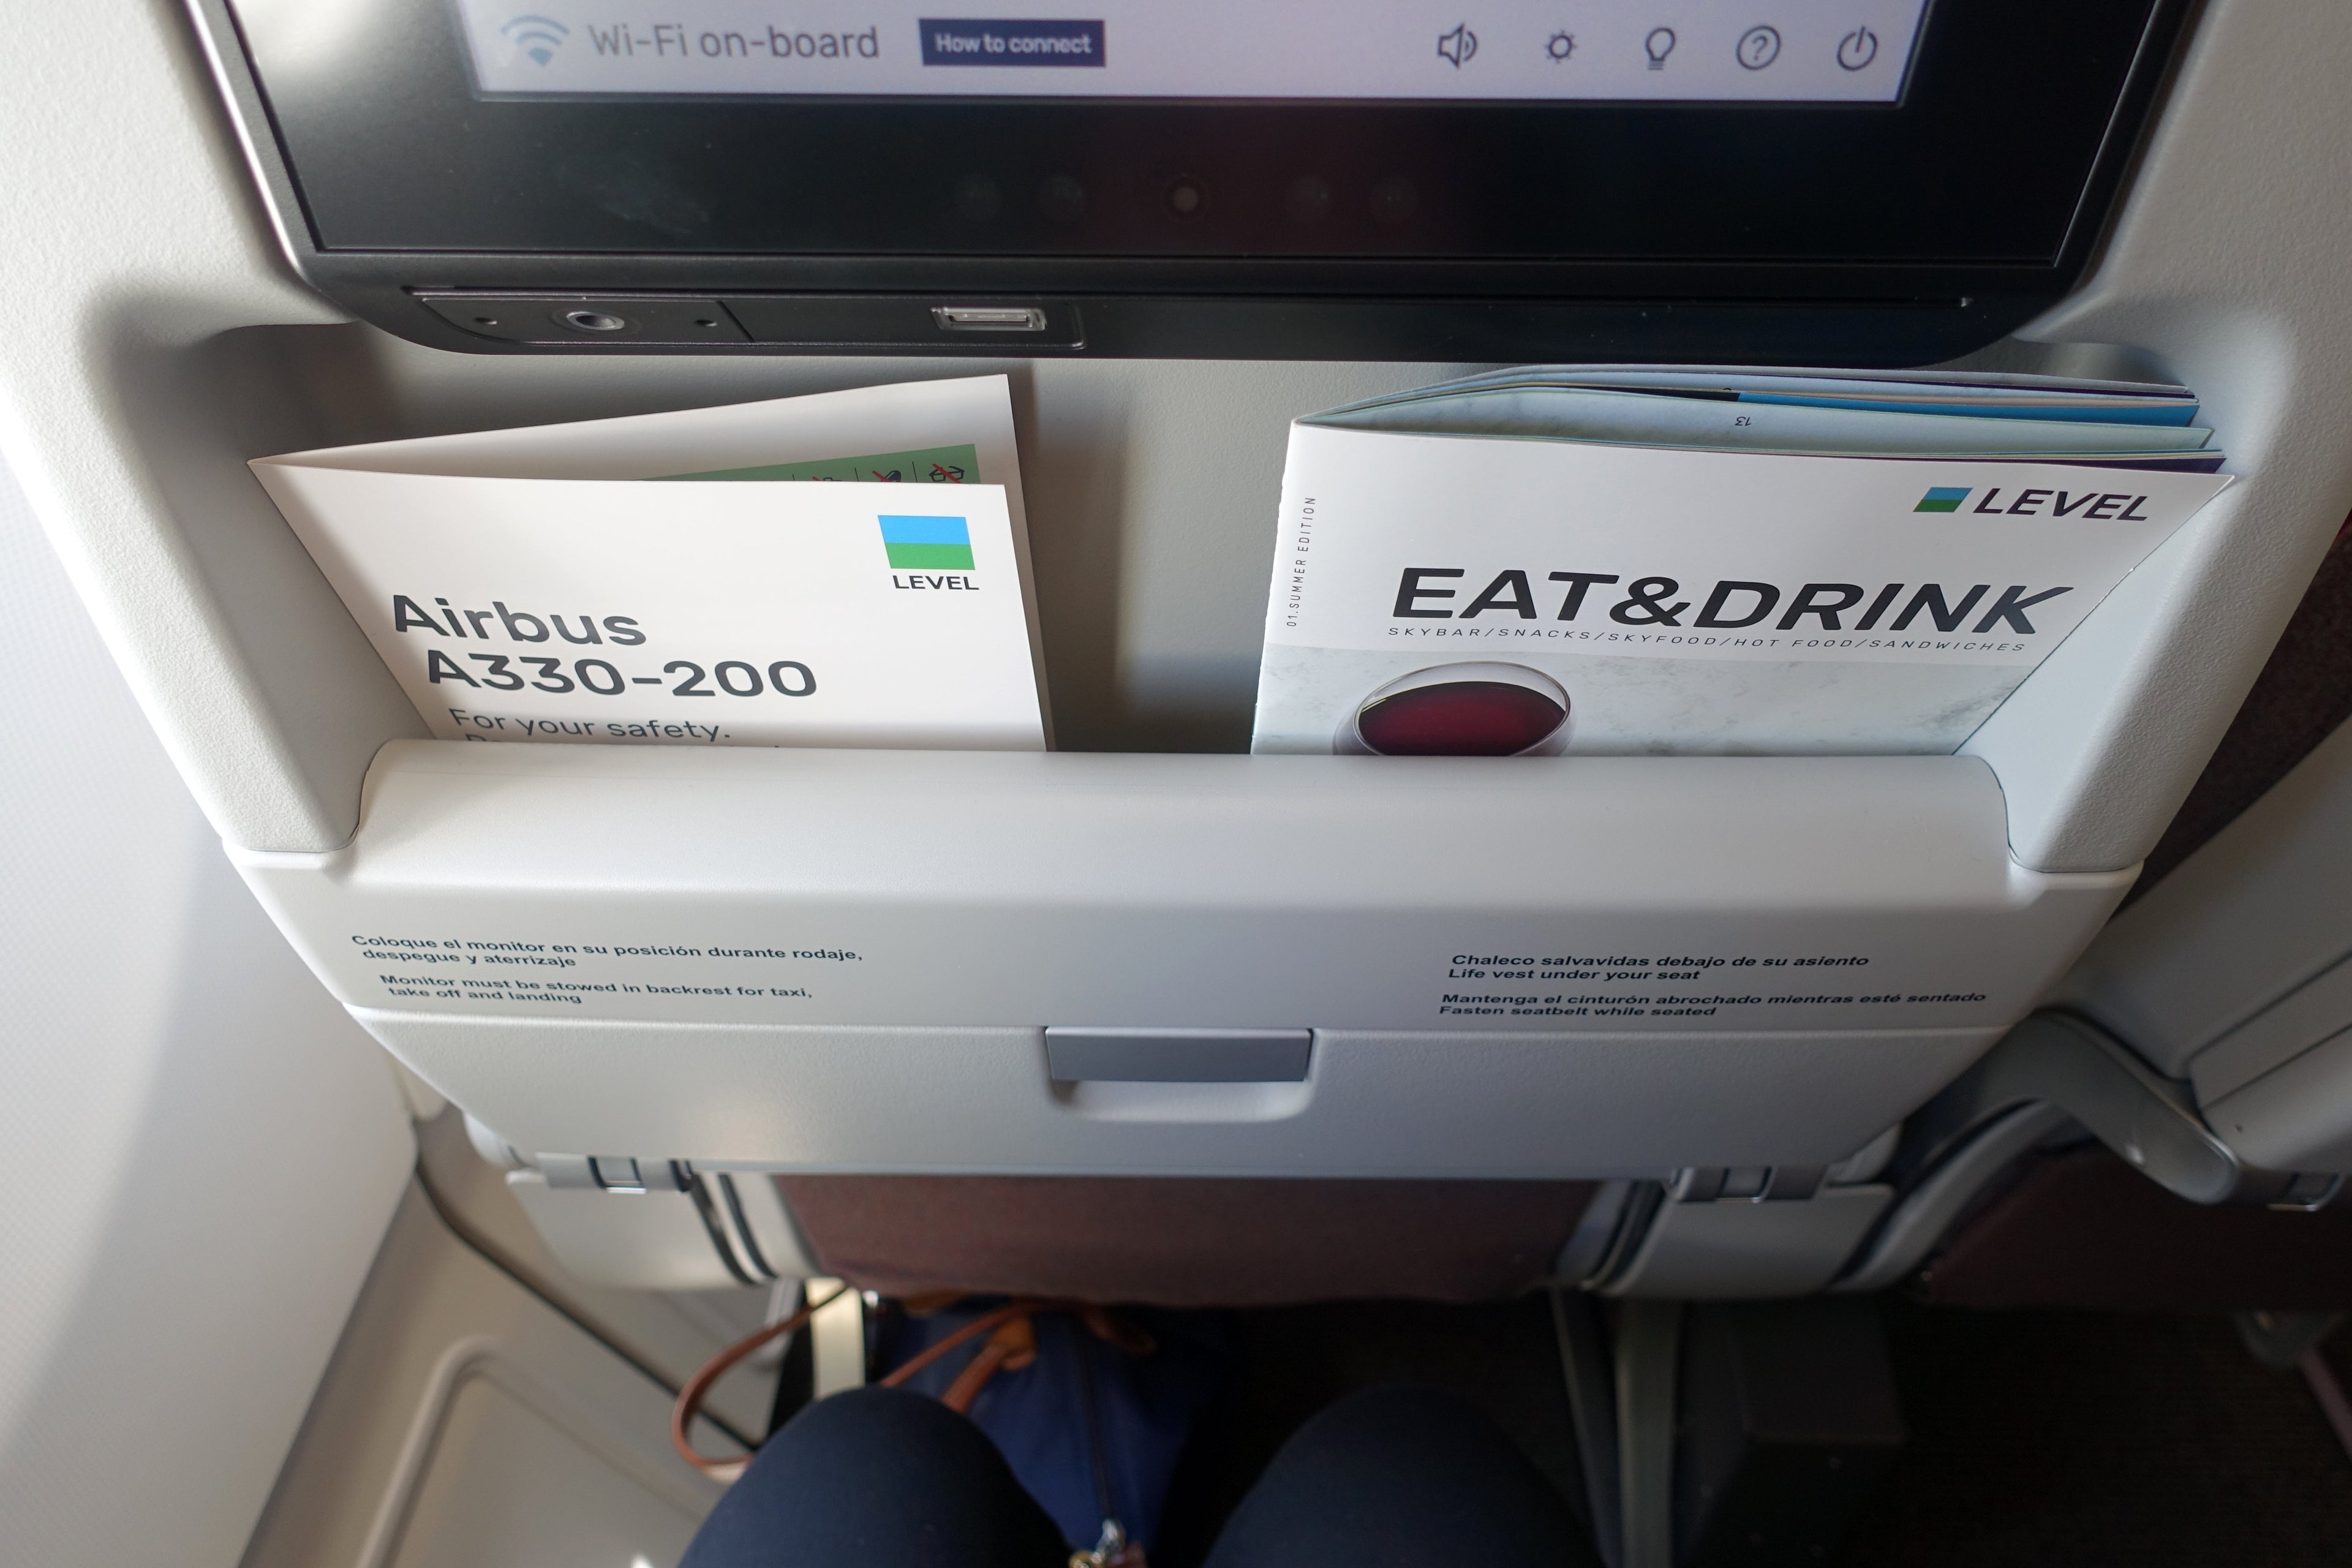 Wi-Fi on-board
How to connect
LEVEL
Airbus
A330-200
For your safety.
13
LEVEL
01.SUMMER EDITION
EAT&DRINK
SKYBAR/SNACKS/SKYFOOD/HOT FOOD/SANDWICHES
Coloque el monitor en su posición durante rodaje,
despegue y aterrizaje
Monitor must be stowed in backrest for taxi,
take off and landing
Chaleco salvavidas debajo de su asiento
Life vest under your seat
Mantenga el cinturón abrochado mientras esté sentado
Fasten seatbelt while seated